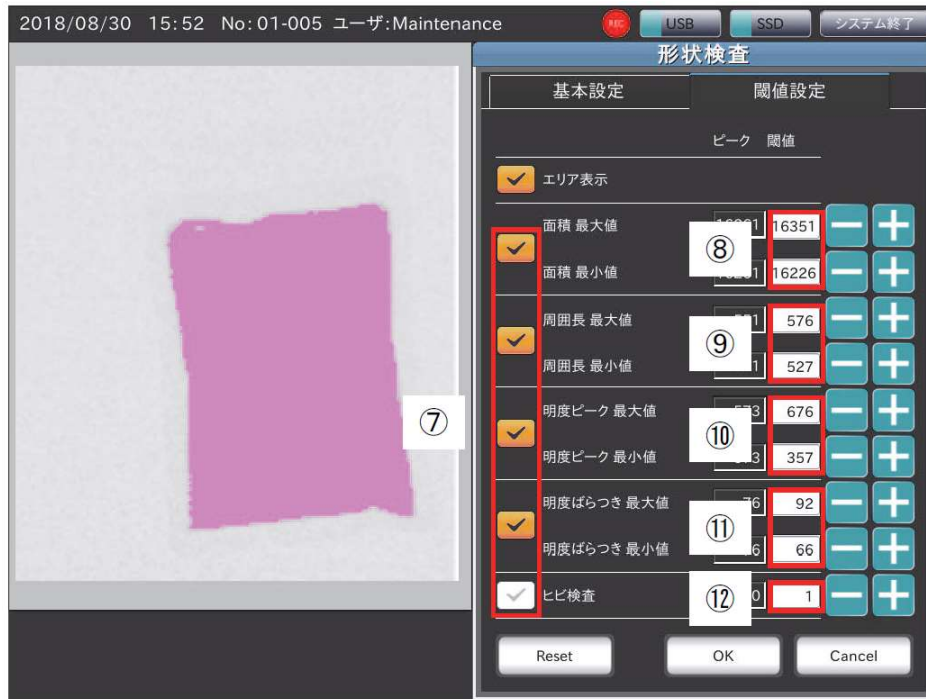 2018/08/30 15:52 No:01-005 ユーザ:Maintenance REC USB SSD システム終了
形状検査
基本設定 閾値設定
ピーク 閾値
エリア表示
面積 最大値 16351
⑧
面積 最小値 16226
周囲長 最大値 576
⑨
周囲長 最小値 527
⑦
明度ピーク 最大値 676
⑩
明度ピーク 最小値 357
明度ばらつき 最大値 76 92
⑪
明度ばらつき 最小値 66
ヒビ検査 ⑫ 0 1
Reset OK Cancel